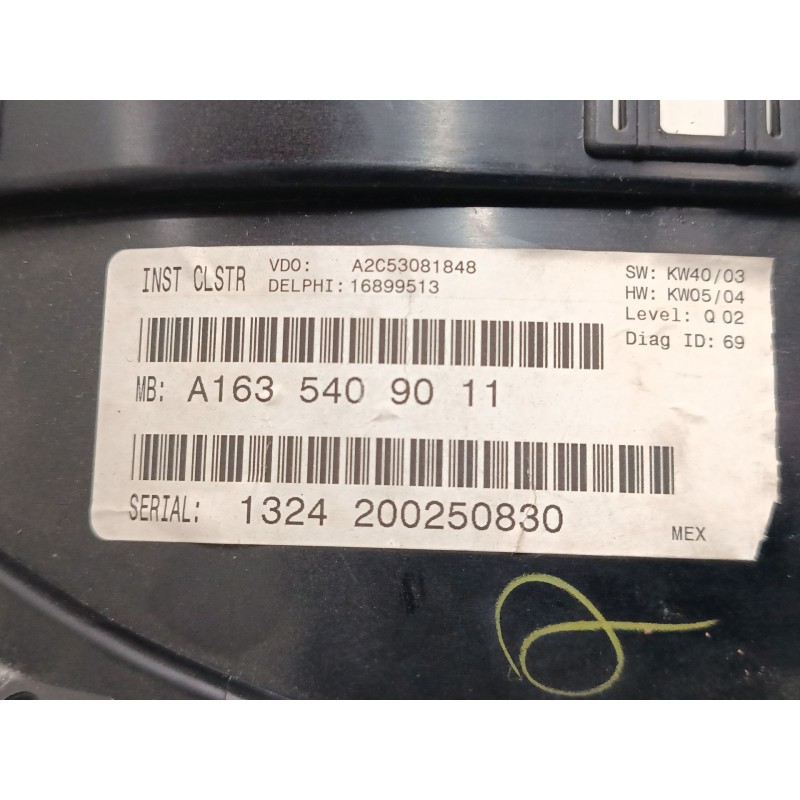 INST CLSTR
VDO: A2C53081848
DELPHI: 16899513
SW: KW40/03
HW: KW05/04
Level: Q 02
Diag ID: 69
MB: A163 540 90 11
SERIAL: 1324 200250830
MEX